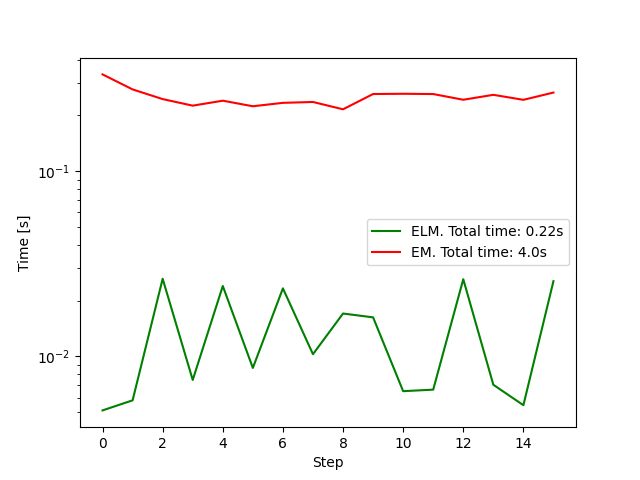 Time [s]
10⁻¹
10⁻²
ELM. Total time: 0.22s
EM. Total time: 4.0s
0 2 4 6 8 10 12 14
Step